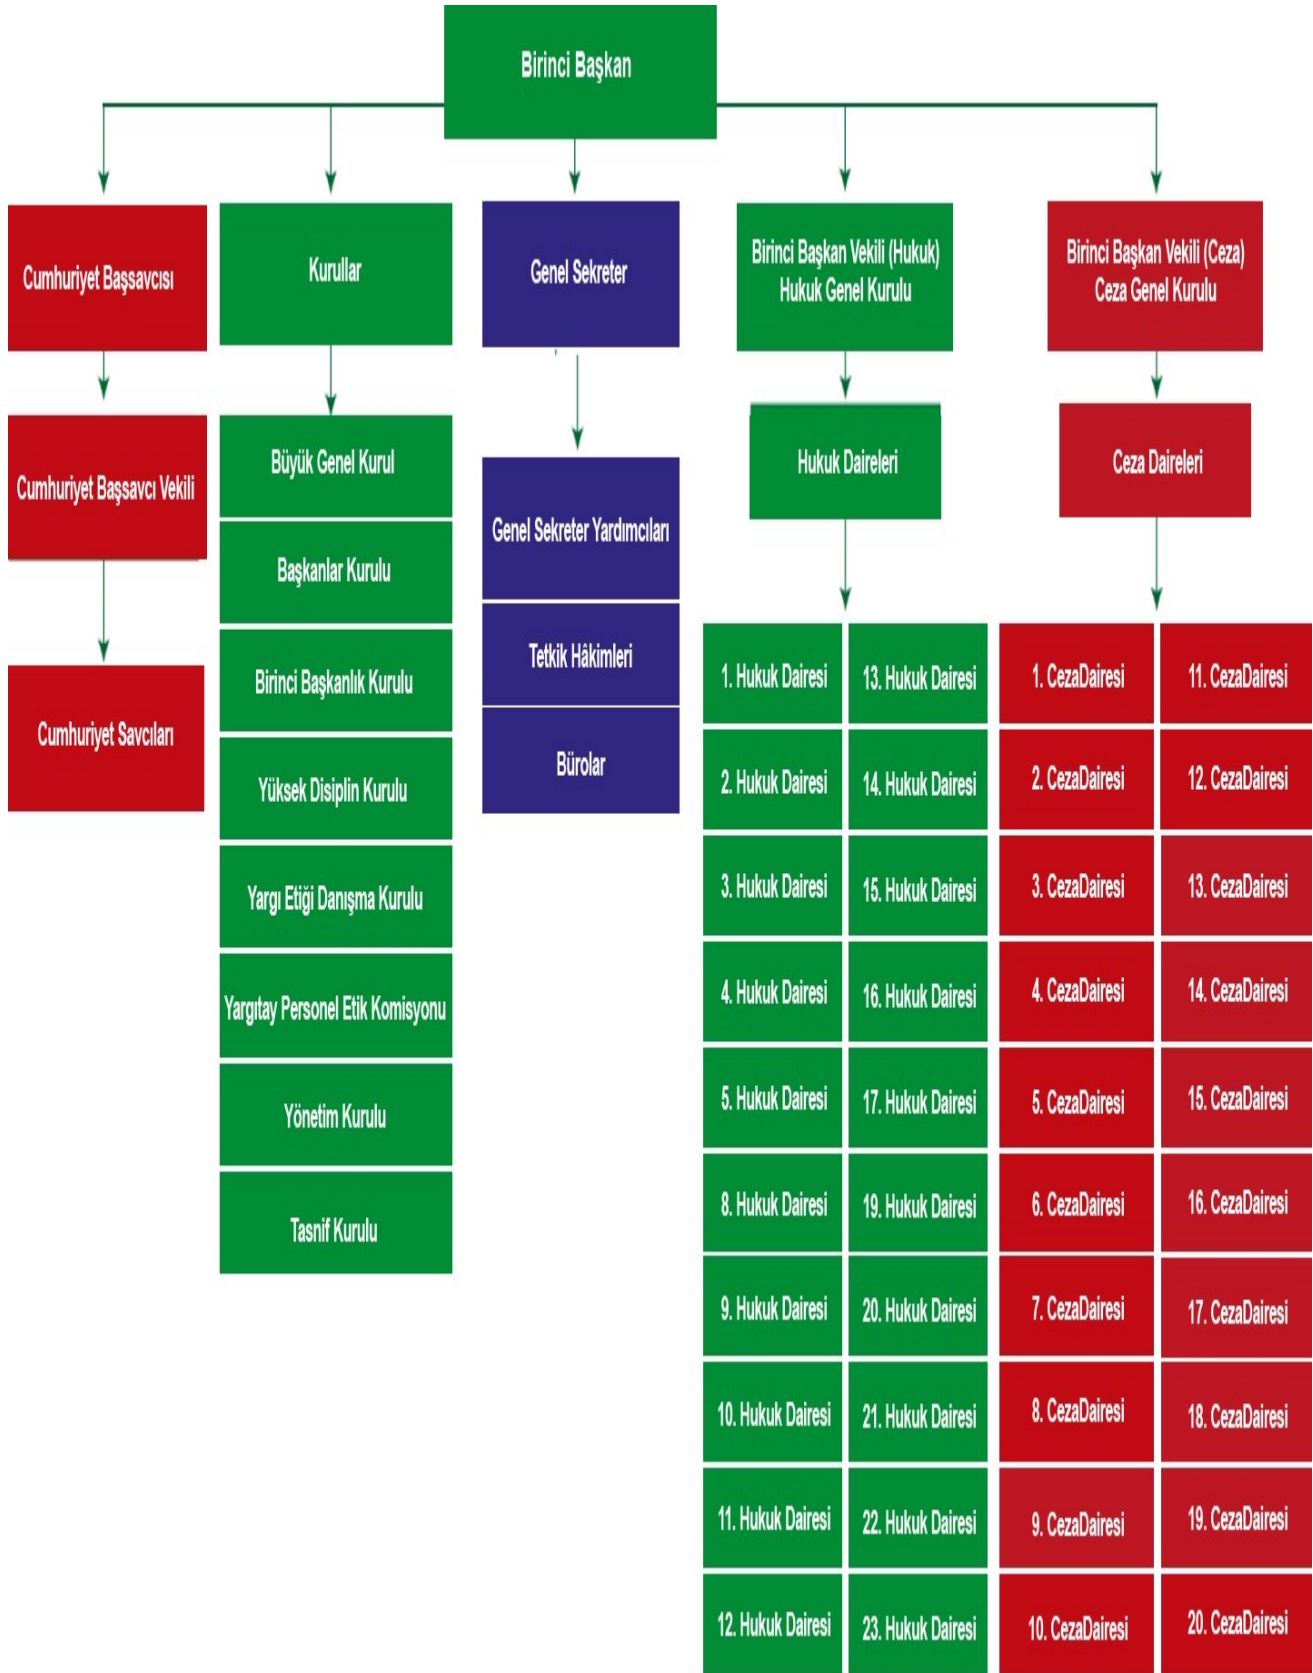 Birinci Başkan
Cumhuriyet Başsavcısı
Cumhuriyet Başsavcı Vekili
Cumhuriyet Savcıları
Kurullar
Büyük Genel Kurul
Başkanlar Kurulu
Birinci Başkanlık Kurulu
Yüksek Disiplin Kurulu
Yargı Etiği Danışma Kurulu
Yargıtay Personel Etik Komisyonu
Yönetim Kurulu
Tasnif Kurulu
Genel Sekreter
Genel Sekreter Yardımcıları
Tetkik Hâkimleri
Bürolar
Birinci Başkan Vekili (Hukuk)
Hukuk Genel Kurulu
Hukuk Daireleri
1. Hukuk Dairesi
2. Hukuk Dairesi
3. Hukuk Dairesi
4. Hukuk Dairesi
5. Hukuk Dairesi
8. Hukuk Dairesi
9. Hukuk Dairesi
10. Hukuk Dairesi
11. Hukuk Dairesi
12. Hukuk Dairesi
13. Hukuk Dairesi
14. Hukuk Dairesi
15. Hukuk Dairesi
16. Hukuk Dairesi
17. Hukuk Dairesi
19. Hukuk Dairesi
20. Hukuk Dairesi
21. Hukuk Dairesi
22. Hukuk Dairesi
23. Hukuk Dairesi
Birinci Başkan Vekili (Ceza)
Ceza Genel Kurulu
Ceza Daireleri
1. CezaDairesi
2. CezaDairesi
3. CezaDairesi
4. CezaDairesi
5. CezaDairesi
6. CezaDairesi
7. CezaDairesi
8. CezaDairesi
9. CezaDairesi
10. CezaDairesi
11. CezaDairesi
12. CezaDairesi
13. CezaDairesi
14. CezaDairesi
15. CezaDairesi
16. CezaDairesi
17. CezaDairesi
18. CezaDairesi
19. CezaDairesi
20. CezaDairesi